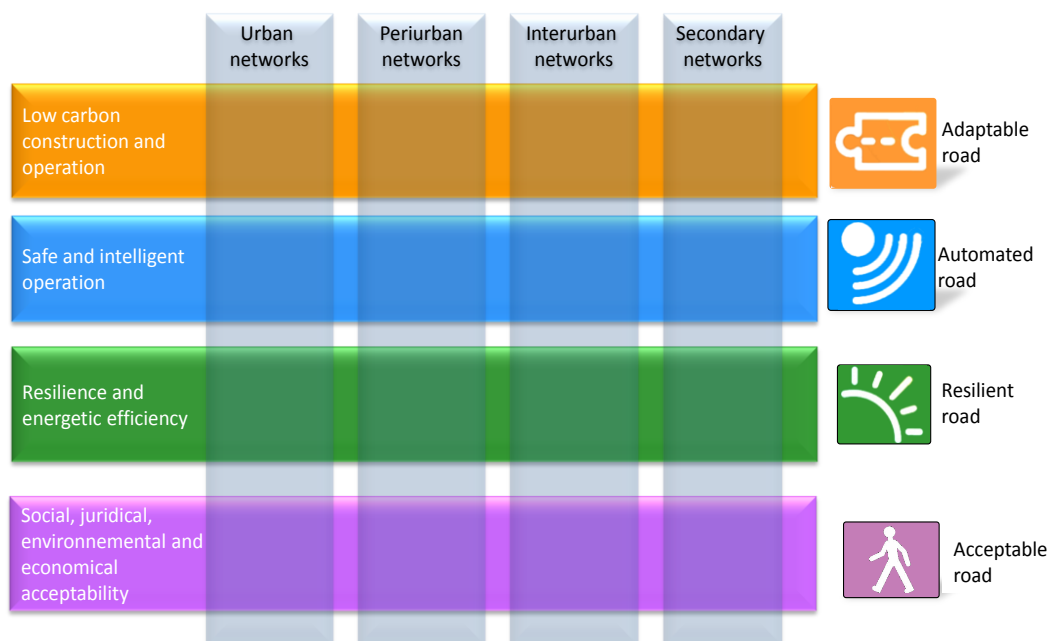 Urban
networks
Periurban
networks
Interurban
networks
Secondary
networks
Low carbon
construction and
operation
Adaptable
road
Safe and intelligent
operation
Automated
road
Resilience and
energetic efficiency
Resilient
road
Social, juridical,
environnemental and
economical
acceptability
Acceptable
road